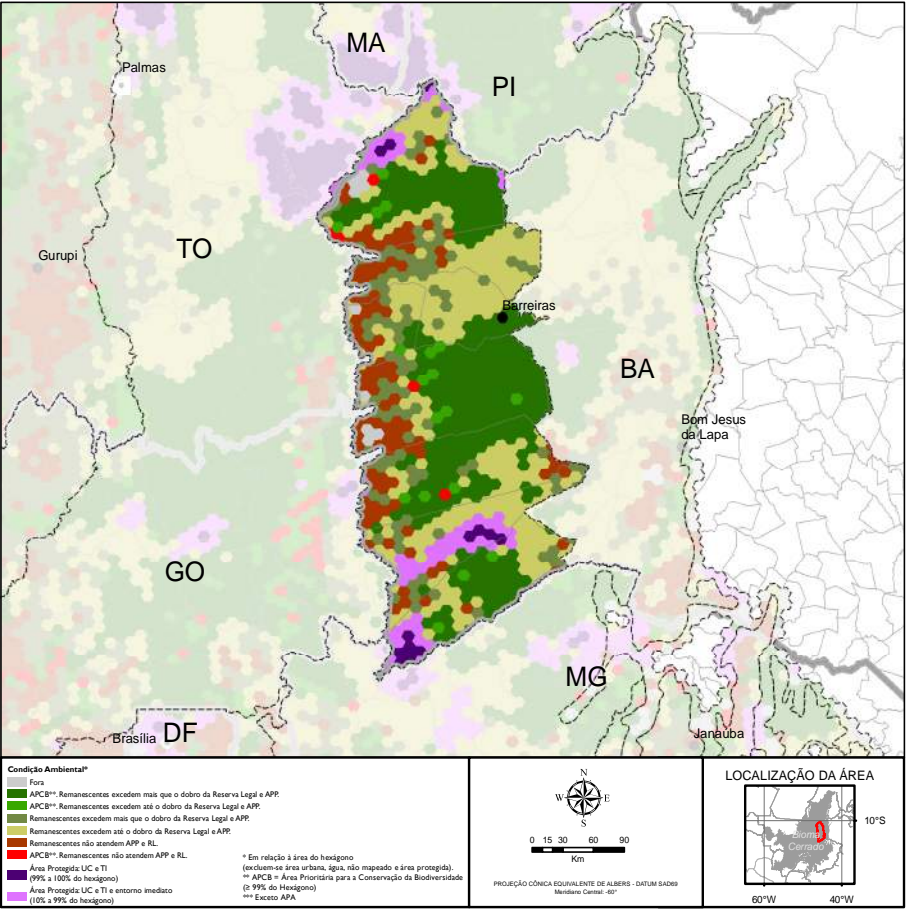 MA
Palmas
PI
TO
Gurupi
Barreiras
BA
Bom Jesus
da Lapa
GO
MG
Brasília DF
Janaúba
Condição Ambiental*
Fora
APCB**. Remanescentes excedem mais que o dobro da Reserva Legal e APP.
APCB**. Remanescentes excedem até o dobro da Reserva Legal e APP.
Remanescentes excedem mais que o dobro da Reserva Legal e APP.
Remanescentes excedem até o dobro da Reserva Legal e APP.
Remanescentes não atendem APP e RL.
APCB**. Remanescentes não atendem APP e RL.
Área Protegida: UC e TI
(99% a 100% do hexágono)
Área Protegida: UC e TI e entorno imediato
(10% a 99% do hexágono)
* Em relação à área do hexágono
(excluem-se área urbana, água, não mapeado e área protegida).
** APCB = Área Prioritária para a Conservação da Biodiversidade
(≥ 99% do Hexágono)
*** Exceto APA
N
W E
S
0 15 30 60 90
Km
PROJEÇÃO CÔNICA EQUIVALENTE DE ALBERS - DATUM SAD69
Meridiano Central: -60°
LOCALIZAÇÃO DA ÁREA
10°S
Bioma
Cerrado
60°W 40°W